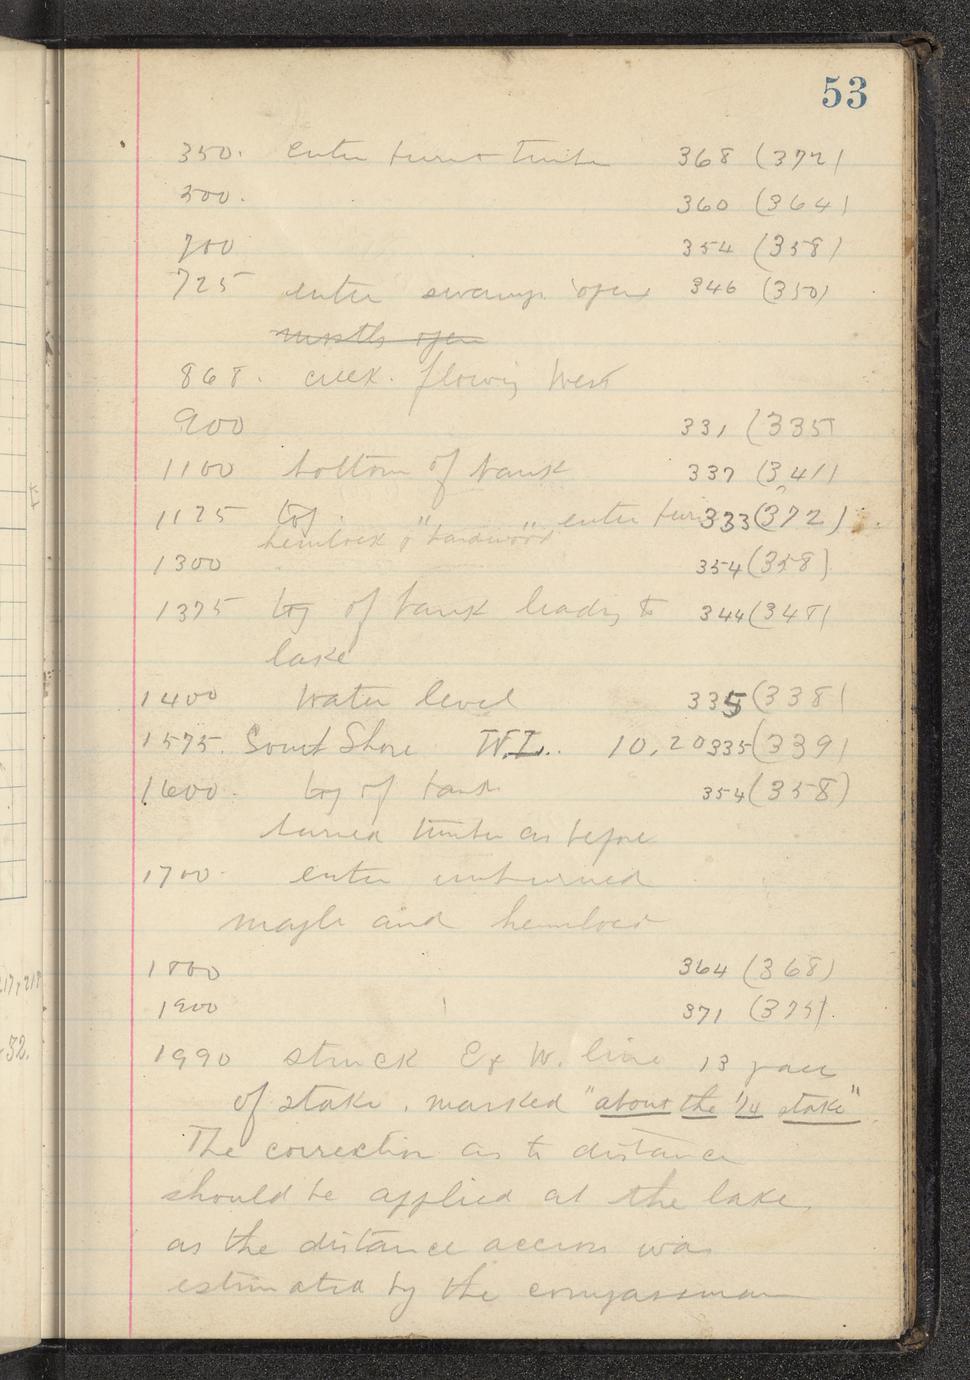 53
350. enter burnt timber 368 (372)
500. 360 (364)
700 354 (358)
725 enter swamp open 346 (350)
mostly open
868. creek. flowing West
900 331 (335
1100 bottom of bank 337 (341)
1125 top " " enter burnt 333 (372)
hemlock & hardwood
1300 354 (358)
1375 top of bank leading to 344 (348)
lake
1400 Water level 335 (338)
1575. South Shore W.L. 10,20 335 (339)
1600. top of bank 354 (358)
burned timber as before
1700. enter unburned
maple and hemlock
1800 364 (368)
1900 371 (375).
1990 struck E & W. line 13 paces
of stake. marked "about the 1/4 stake"
The correction as to distance
should be applied at the lake,
as the distance across was
estimated by the compassman
217+218
-32.